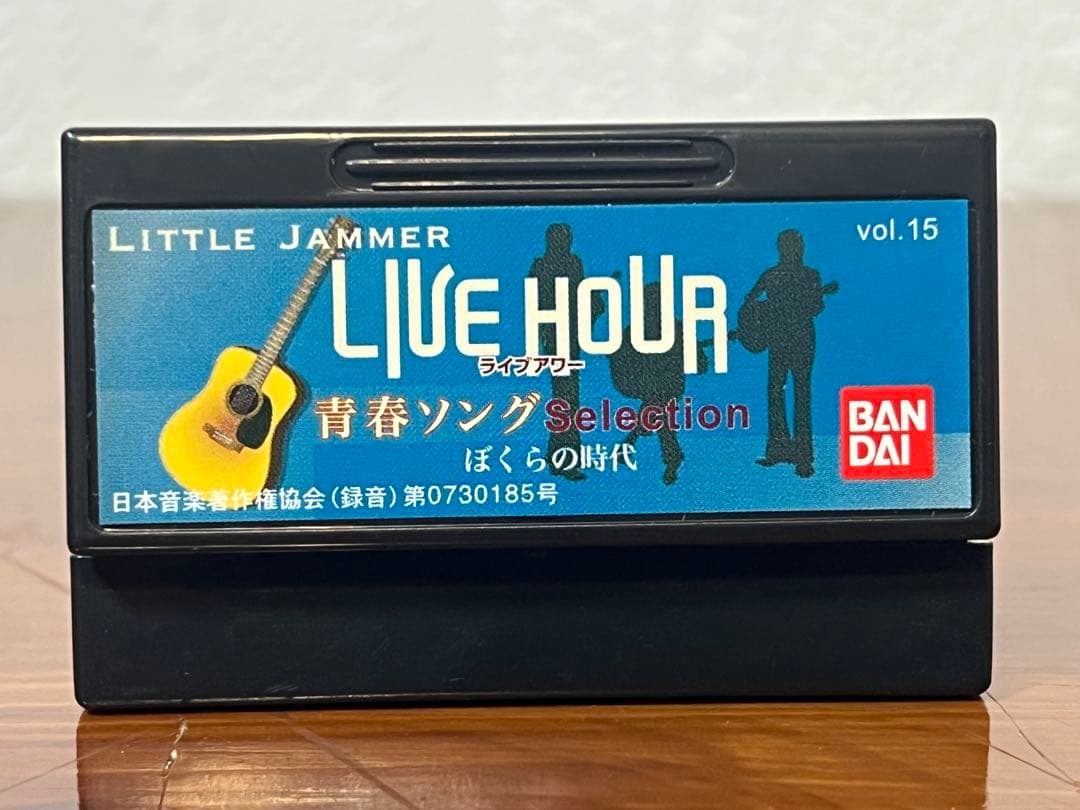 LITTLE JAMMER
vol.15
LIVE HOUR
ライブアワー
青春ソングSelection
ぼくらの時代
BAN
DAI
日本音楽著作権協会(録音)第0730185号